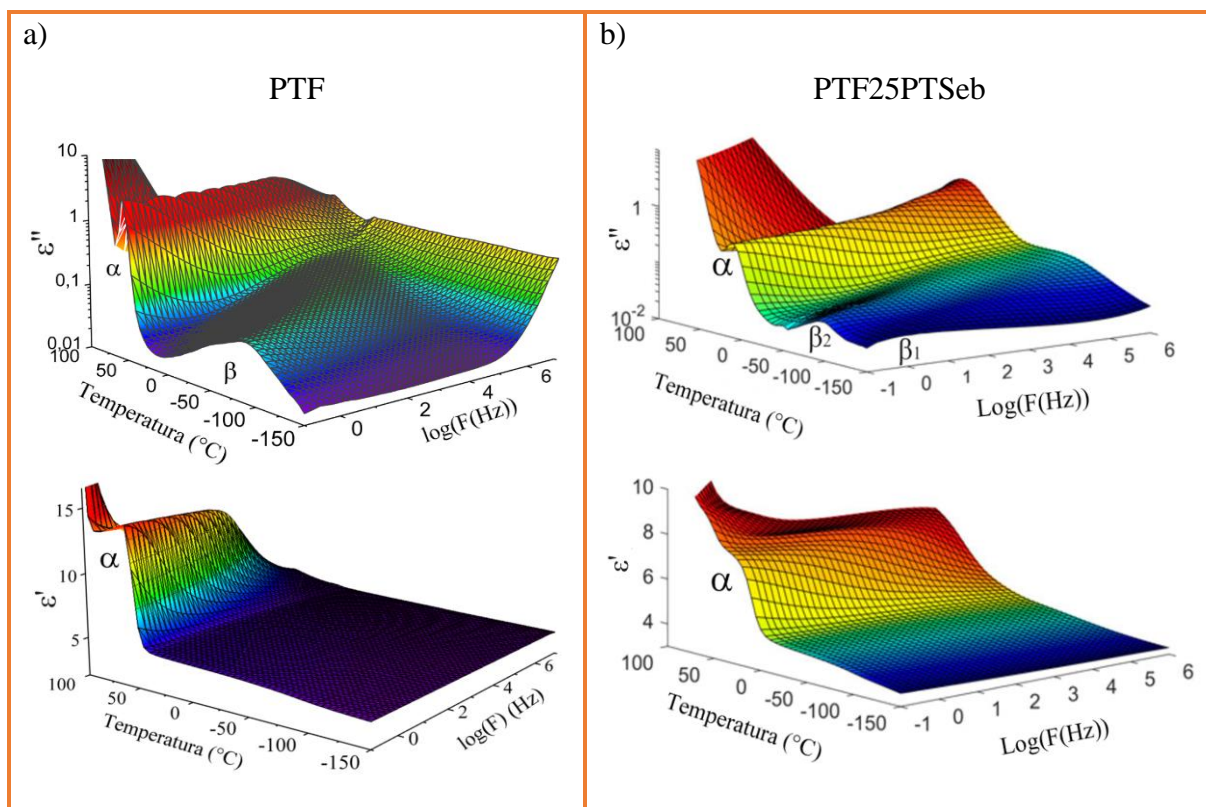 a)
PTF
10
1
0,1
0,01
ε''
α
β
100
50
0
-50
-100
-150
Temperatura (°C)
0
2
4
6
log(F(Hz))
15
10
5
ε'
α
100
50
0
-50
-100
-150
Temperatura (°C)
0
2
4
6
log(F) (Hz)
b)
PTF25PTSeb
1
10-2
ε''
α
β2
β1
100
50
0
-50
-100
-150
Temperatura (°C)
-1
0
1
2
3
4
5
6
Log(F(Hz))
10
8
6
4
ε'
α
100
50
0
-50
-100
-150
Temperatura (°C)
-1
0
1
2
3
4
5
6
Log(F(Hz))